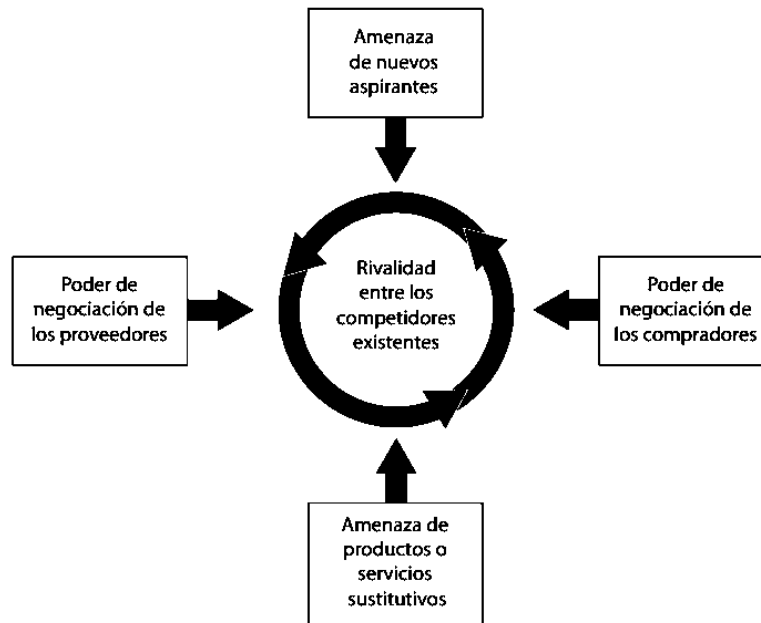 Amenaza
de nuevos
aspirantes
Poder de
negociación de
los proveedores
Rivalidad
entre los
competidores
existentes
Poder de
negociación de
los compradores
Amenaza de
productos o
servicios
sustitutivos